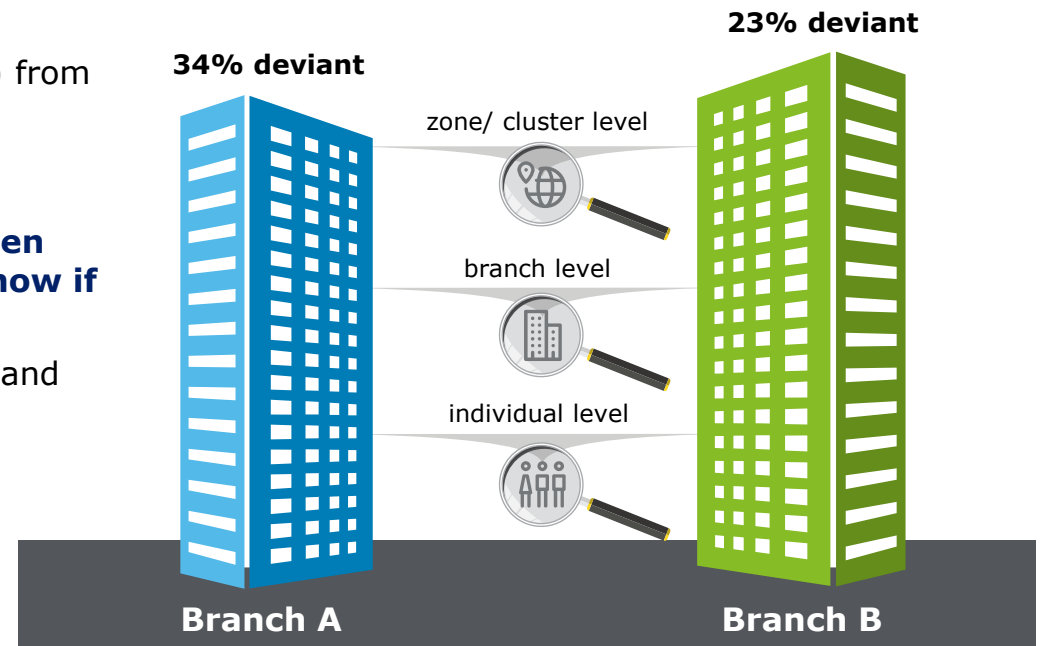 from
en
now if
and
34% deviant
23% deviant
zone/ cluster level
branch level
individual level
Branch A
Branch B